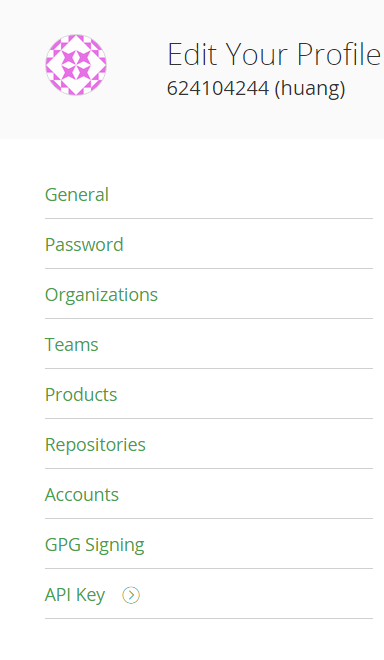 Edit Your Profile
624104244 (huang)
General
Password
Organizations
Teams
Products
Repositories
Accounts
GPG Signing
API Key